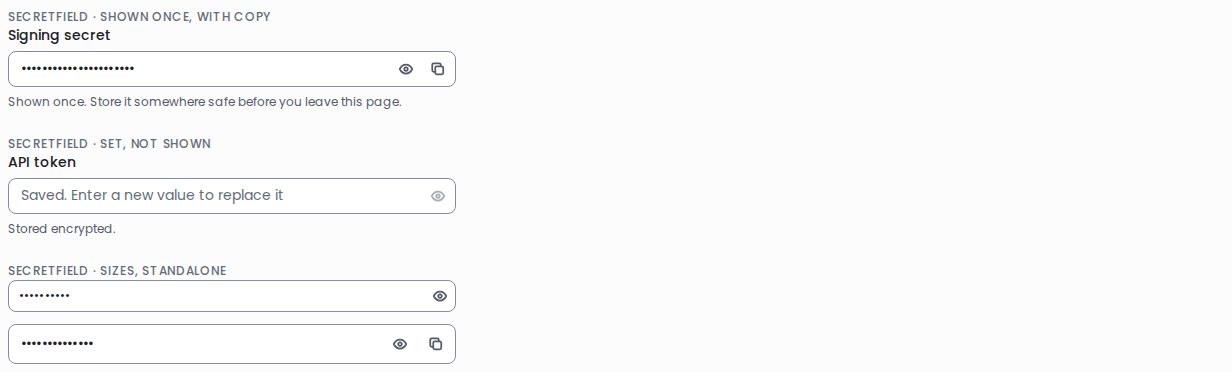 SECRETFIELD · SHOWN ONCE, WITH COPY
Signing secret
••••••••••••••••••••••
Shown once. Store it somewhere safe before you leave this page.
SECRETFIELD · SET, NOT SHOWN
API token
Saved. Enter a new value to replace it
Stored encrypted.
SECRETFIELD · SIZES, STANDALONE
••••••••••
••••••••••••••